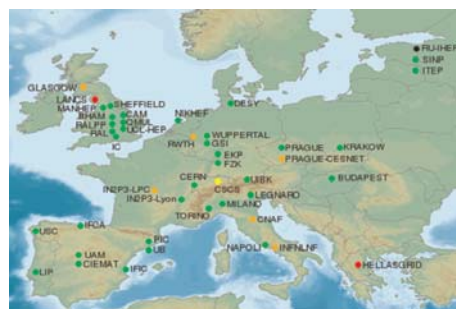 RU-IHEP
SINP
ITEP
GLASGOW
LANCS
MANHEP
SHEFFIELD
BHAM
CAM
RALPP
QMUL
RAL
UCL-HEP
IC
NIKHEF
DESY
RWTH
WUPPERTAL
GSI
EKP
FZK
PRAGUE
KRAKOW
PRAGUE-CESNET
BUDAPEST
CERN
CSCS
UIBK
IN2P3-LPC
IN2P3-Lyon
LEGNARO
MILANO
TORINO
CNAF
USC
IFCA
PIC
UB
UAM
CIEMAT
LIP
IFIC
NAPOLI
INFNLNF
HELLASGRID